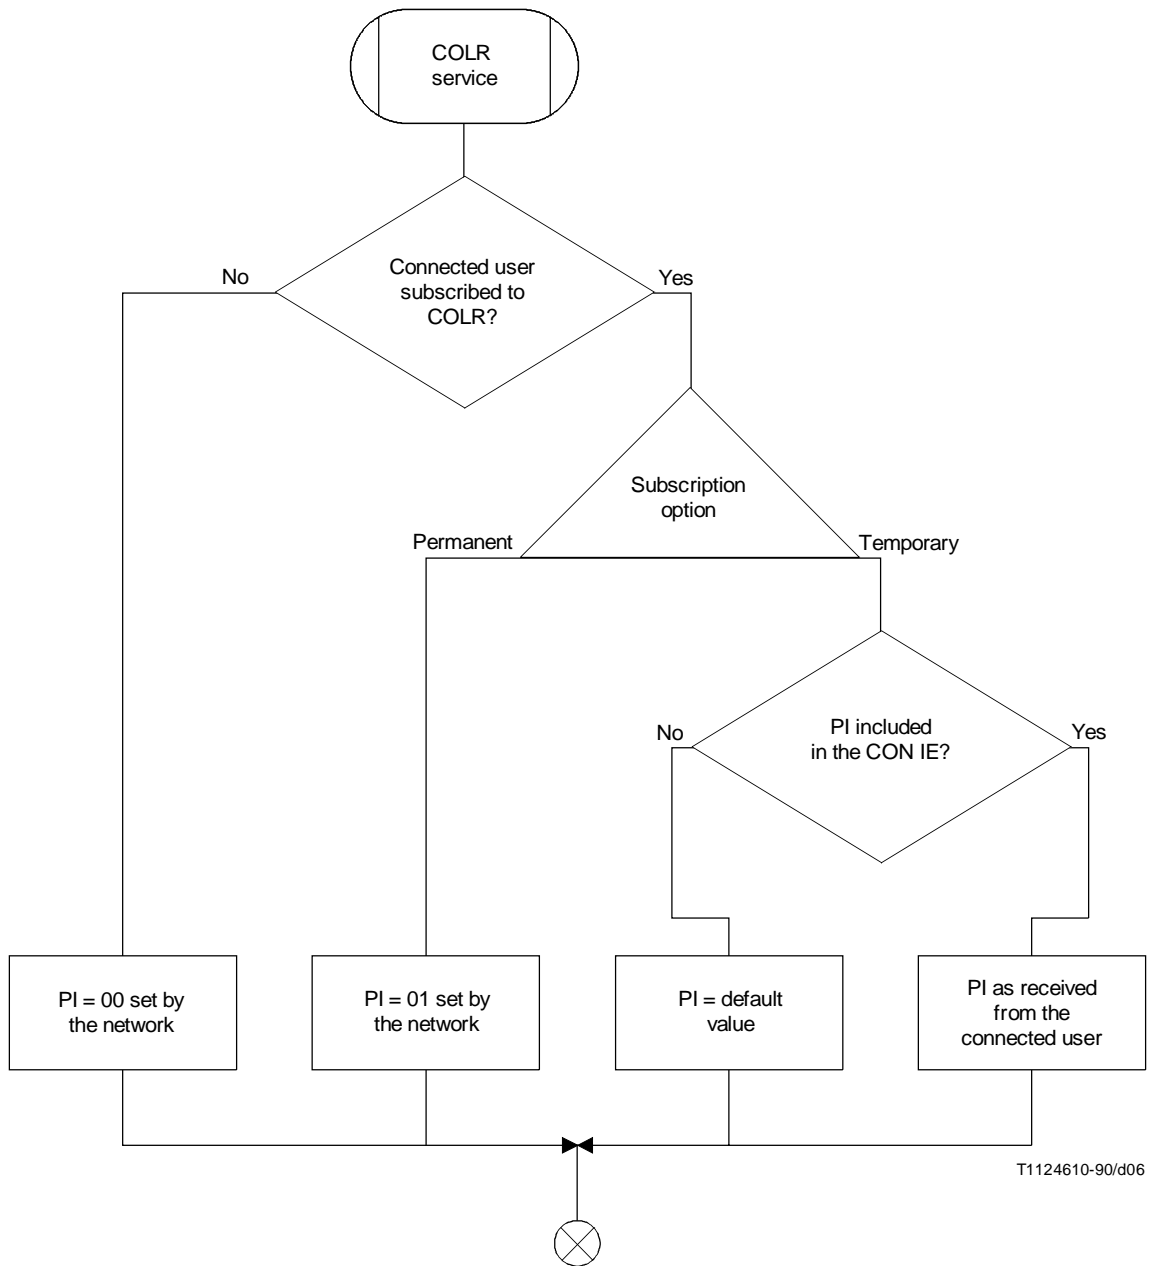 COLR
service
Connected user
subscribed to
COLR?
No
Yes
Subscription
option
Permanent
Temporary
PI included
in the CON IE?
No
Yes
PI = 00 set by
the network
PI = 01 set by
the network
PI = default
value
PI as received
from the
connected user
T1124610-90/d06